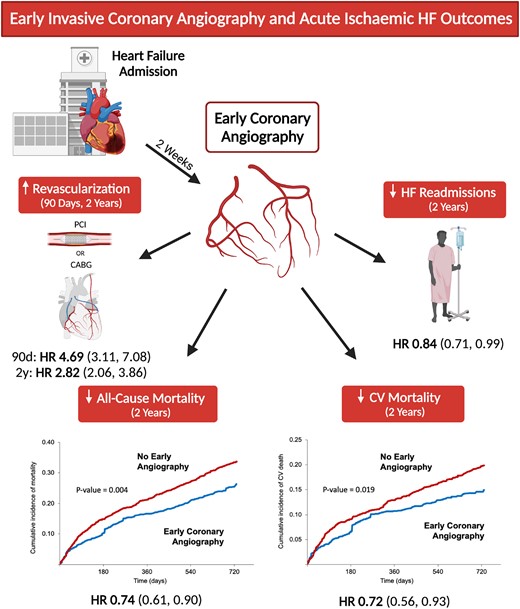 Early Invasive Coronary Angiography and Acute Ischaemic HF Outcomes
Heart Failure
Admission
2 Weeks
Early Coronary
Angiography
↑ Revascularization
(90 Days, 2 Years)
PCI
OR
CABG
90d: HR 4.69 (3.11, 7.08)
2y: HR 2.82 (2.06, 3.86)
↓ HF Readmissions
(2 Years)
HR 0.84 (0.71, 0.99)
↓ All-Cause Mortality
(2 Years)
Cumulative incidence of mortality
0.40
0.30
0.20
0.10
No Early
Angiography
P-value = 0.004
Early Coronary
Angiography
180 360 540 720
Time (days)
HR 0.74 (0.61, 0.90)
↓ CV Mortality
(2 Years)
Cumulative incidence of CV death
0.25
0.20
0.15
0.10
0.05
No Early
Angiography
P-value = 0.019
Early Coronary
Angiography
180 360 540 720
Time (days)
HR 0.72 (0.56, 0.93)